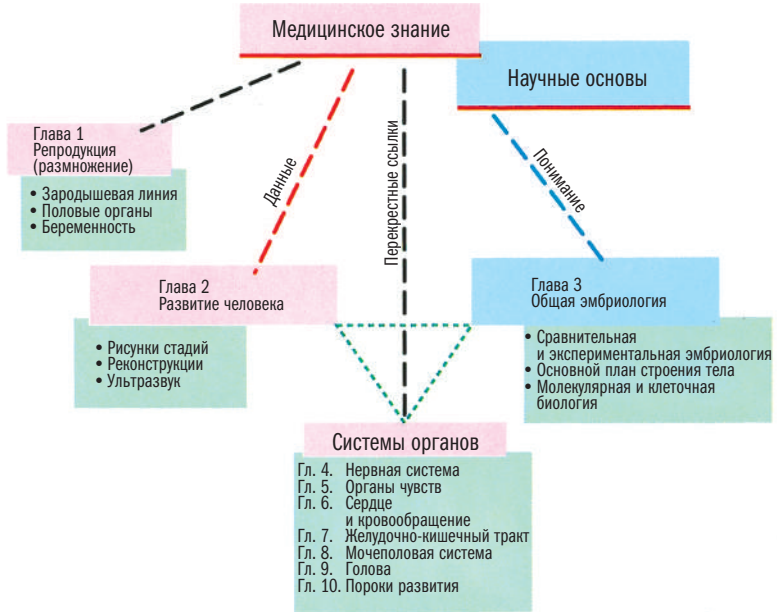 Медицинское знание
Научные основы
Глава 1
Репродукция
(размножение)
• Зародышевая линия
• Половые органы
• Беременность
Данные
Перекрестные ссылки
Понимание
Глава 2
Развитие человека
• Рисунки стадий
• Реконструкции
• Ультразвук
Глава 3
Общая эмбриология
• Сравнительная
и экспериментальная эмбриология
• Основной план строения тела
• Молекулярная и клеточная
биология
Системы органов
Гл. 4. Нервная система
Гл. 5. Органы чувств
Гл. 6. Сердце
и кровообращение
Гл. 7. Желудочно-кишечный тракт
Гл. 8. Мочеполовая система
Гл. 9. Голова
Гл. 10. Пороки развития